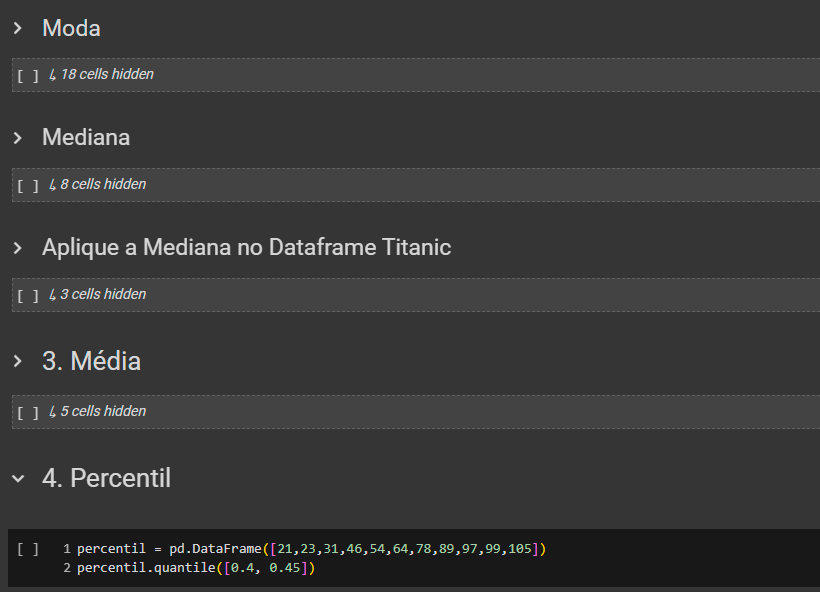 Moda
[ ] ↳ 18 cells hidden
Mediana
[ ] ↳ 8 cells hidden
Aplique a Mediana no Dataframe Titanic
[ ] ↳ 3 cells hidden
3. Média
[ ] ↳ 5 cells hidden
4. Percentil
[ ] 1 percentil = pd.DataFrame([21,23,31,46,54,64,78,89,97,99,105])
2 percentil.quantile([0.4, 0.45])